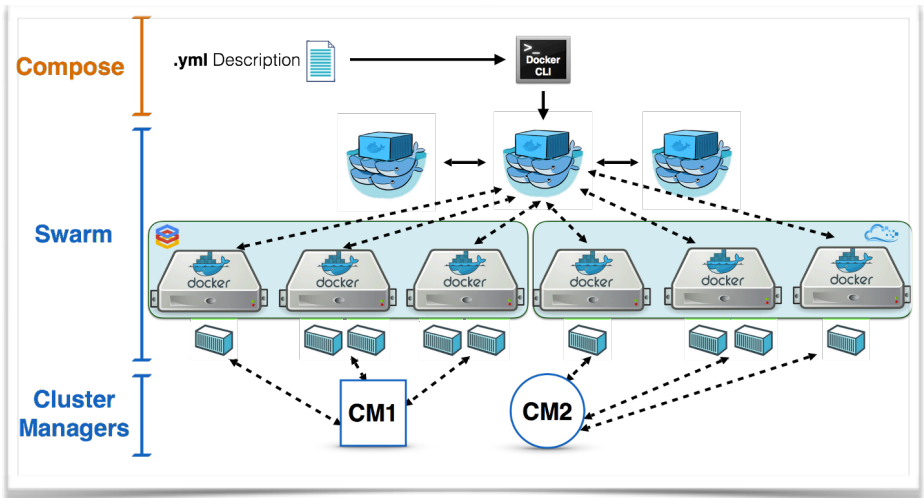 Compose
.yml Description
>_
Docker
CLI
Swarm
docker
docker
docker
docker
docker
docker
Cluster
Managers
CM1
CM2